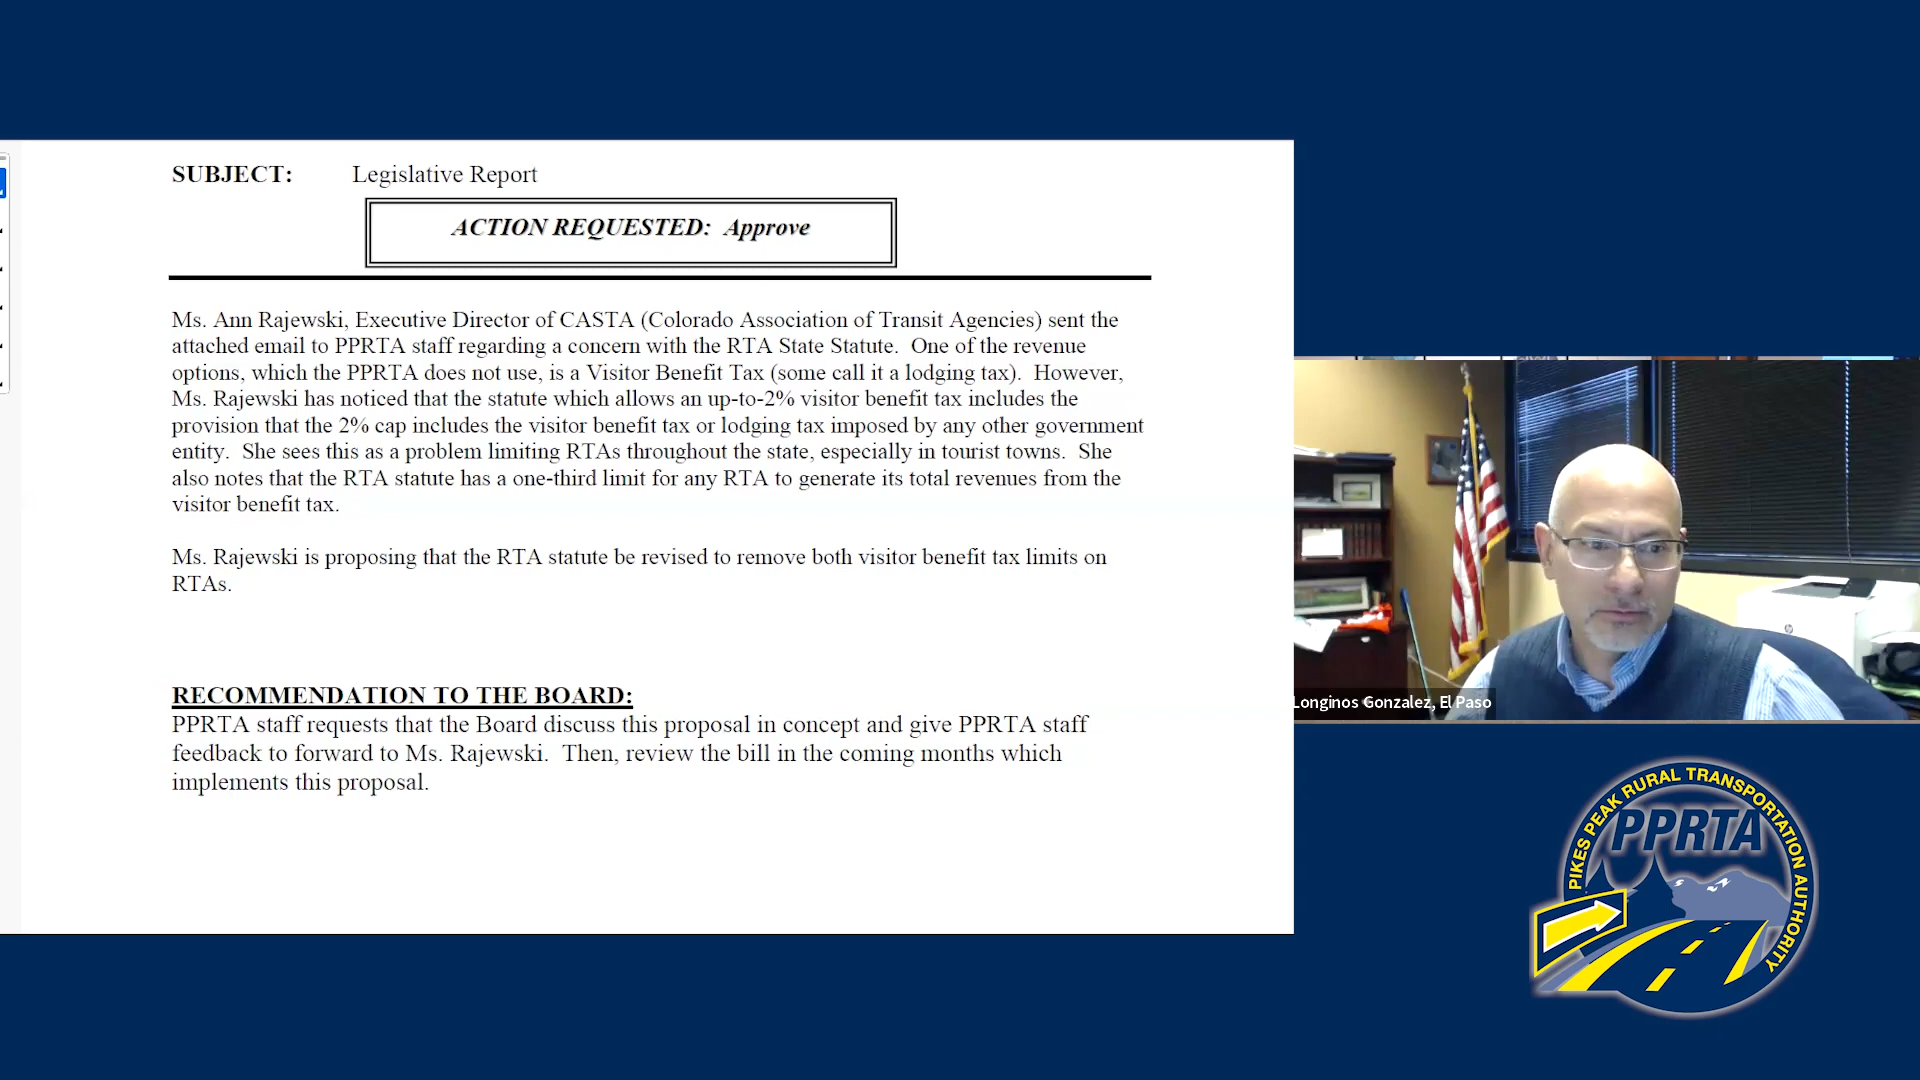 SUBJECT: Legislative Report
ACTION REQUESTED: Approve
Ms. Ann Rajewski, Executive Director of CASTA (Colorado Association of Transit Agencies) sent the
attached email to PPRTA staff regarding a concern with the RTA State Statute. One of the revenue
options, which the PPRTA does not use, is a Visitor Benefit Tax (some call it a lodging tax). However,
Ms. Rajewski has noticed that the statute which allows an up-to-2% visitor benefit tax includes the
provision that the 2% cap includes the visitor benefit tax or lodging tax imposed by any other government
entity. She sees this as a problem limiting RTAs throughout the state, especially in tourist towns. She
also notes that the RTA statute has a one-third limit for any RTA to generate its total revenues from the
visitor benefit tax.
Ms. Rajewski is proposing that the RTA statute be revised to remove both visitor benefit tax limits on
RTAs.
RECOMMENDATION TO THE BOARD:
PPRTA staff requests that the Board discuss this proposal in concept and give PPRTA staff
feedback to forward to Ms. Rajewski. Then, review the bill in the coming months which
implements this proposal.
Longinos Gonzalez, El Paso
PIKES PEAK RURAL TRANSPORTATION AUTHORITY
PPRTA